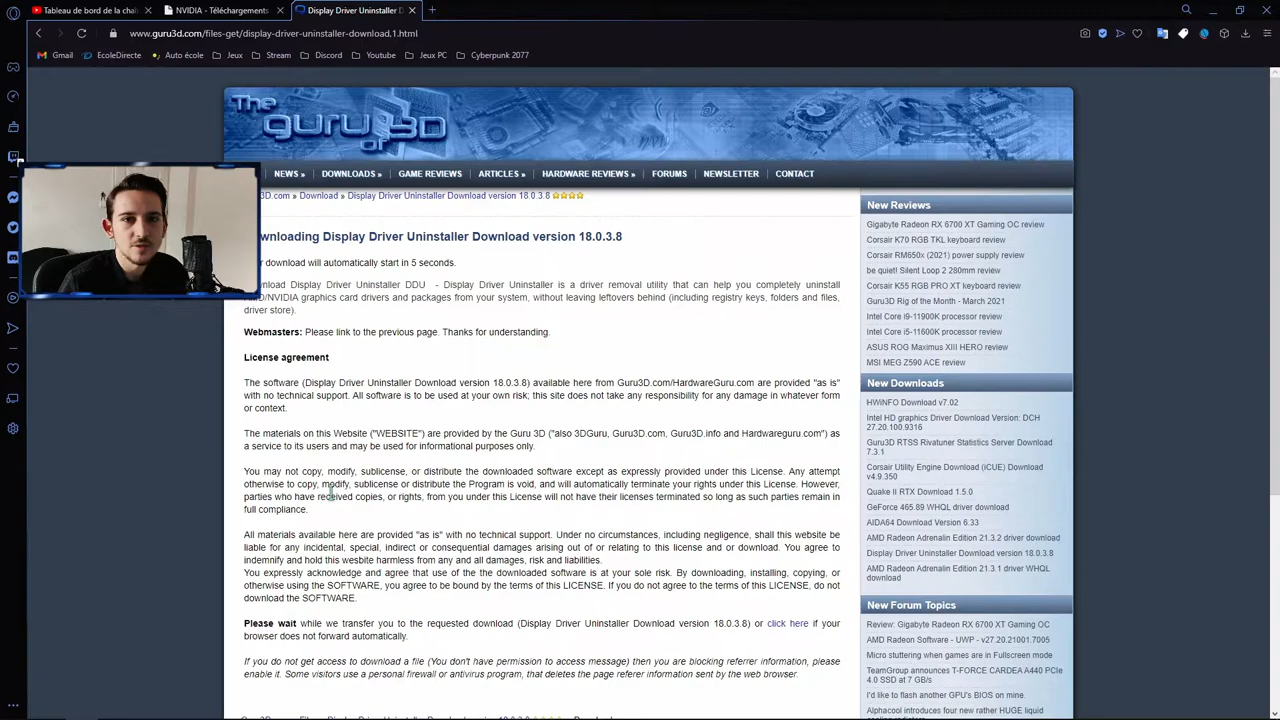 Tableau de bord de la chaî
NVIDIA - Téléchargements
Display Driver Uninstaller D
www.guru3d.com/files-get/display-driver-uninstaller-download,1.html
Gmail
EcoleDirecte
Auto école
Jeux
Stream
Discord
Youtube
Jeux PC
Cyberpunk 2077
The guru of 3D
NEWS »
DOWNLOADS »
GAME REVIEWS
ARTICLES »
HARDWARE REVIEWS »
FORUMS
NEWSLETTER
CONTACT
3D.com » Download » Display Driver Uninstaller Download version 18.0.3.8
wnloading Display Driver Uninstaller Download version 18.0.3.8
r download will automatically start in 5 seconds.
nload Display Driver Uninstaller DDU - Display Driver Uninstaller is a driver removal utility that can help you completely uninstall
D/NVIDIA graphics card drivers and packages from your system, without leaving leftovers behind (including registry keys, folders and files,
driver store).
Webmasters: Please link to the previous page. Thanks for understanding.
License agreement
The software (Display Driver Uninstaller Download version 18.0.3.8) available here from Guru3D.com/HardwareGuru.com are provided "as is"
with no technical support. All software is to be used at your own risk; this site does not take any responsibility for any damage in whatever form
or context.
The materials on this Website ("WEBSITE") are provided by the Guru 3D ("also 3DGuru, Guru3D.com, Guru3D.info and Hardwareguru.com") as
a service to its users and may be used for informational purposes only.
You may not copy, modify, sublicense, or distribute the downloaded software except as expressly provided under this License. Any attempt
otherwise to copy, modify, sublicense or distribute the Program is void, and will automatically terminate your rights under this License. However,
parties who have received copies, or rights, from you under this License will not have their licenses terminated so long as such parties remain in
full compliance.
All materials available here are provided "as is" with no technical support. Under no circumstances, including negligence, shall this website be
liable for any incidental, special, indirect or consequential damages arising out of or relating to this license and or download. You agree to
indemnify and hold this wesbite harmless from any and all damages, risk and liabilities.
You expressly acknowledge and agree that use of the the downloaded software is at your sole risk. By downloading, installing, copying, or
otherwise using the SOFTWARE, you agree to be bound by the terms of this LICENSE. If you do not agree to the terms of this LICENSE, do not
download the SOFTWARE.
Please wait while we transfer you to the requested download (Display Driver Uninstaller Download version 18.0.3.8) or click here if your
browser does not forward automatically.
If you do not get access to download a file (You don't have permission to access message) then you are blocking referrer information, please
enable it. Some visitors use a personal firewall or antivirus program, that deletes the page referer information sent by the web browser.
New Reviews
Gigabyte Radeon RX 6700 XT Gaming OC review
Corsair K70 RGB TKL keyboard review
Corsair RM650x (2021) power supply review
be quiet! Silent Loop 2 280mm review
Corsair K55 RGB PRO XT keyboard review
Guru3D Rig of the Month - March 2021
Intel Core i9-11900K processor review
Intel Core i5-11600K processor review
ASUS ROG Maximus XIII HERO review
MSI MEG Z590 ACE review
New Downloads
HWiNFO Download v7.02
Intel HD graphics Driver Download Version: DCH
27.20.100.9316
Guru3D RTSS Rivatuner Statistics Server Download
7.3.1
Corsair Utility Engine Download (iCUE) Download
v4.9.350
Quake II RTX Download 1.5.0
GeForce 465.89 WHQL driver download
AIDA64 Download Version 6.33
AMD Radeon Adrenalin Edition 21.3.2 driver download
Display Driver Uninstaller Download version 18.0.3.8
AMD Radeon Adrenalin Edition 21.3.1 driver WHQL
download
New Forum Topics
Review: Gigabyte Radeon RX 6700 XT Gaming OC
AMD Radeon Software - UWP - v27.20.21001.7005
Micro stuttering when games are in Fullscreen mode
TeamGroup announces T-FORCE CARDEA A440 PCIe
4.0 SSD at 7 GB/s
I'd like to flash another GPU's BIOS on mine.
Alphacool introduces four new rather HUGE liquid